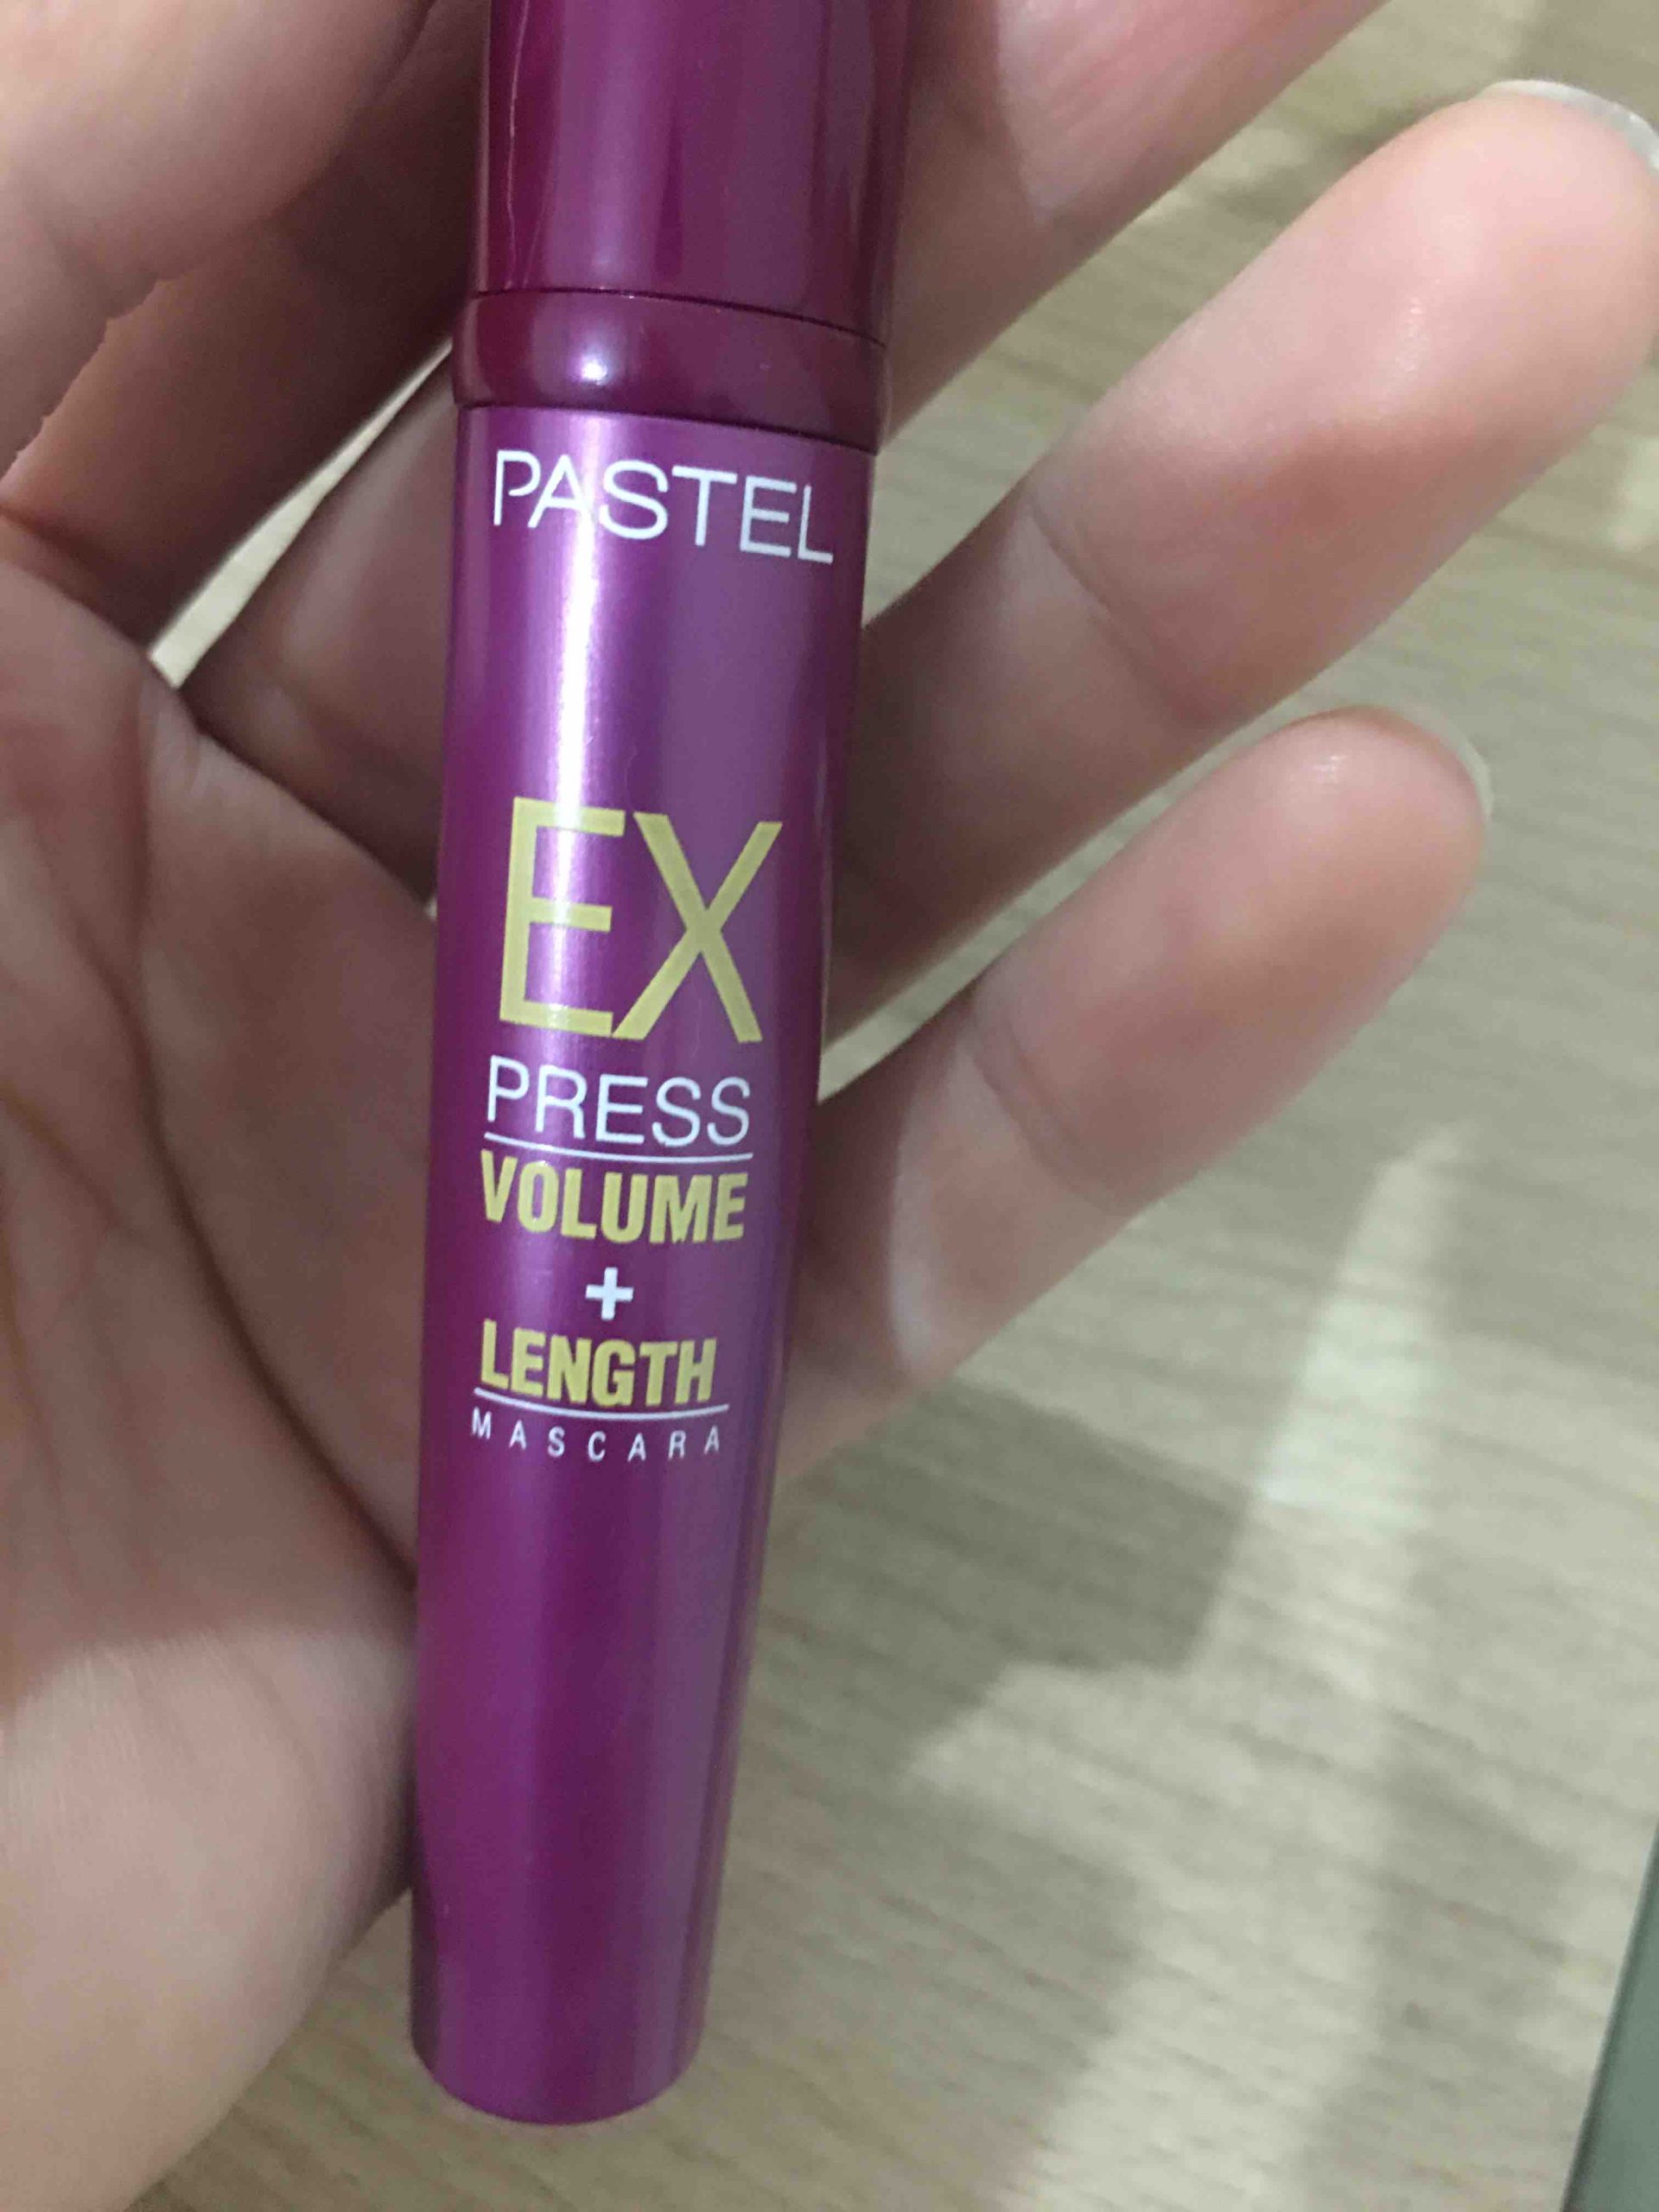 PASTEL
EX
PRESS
VOLUME
+
LENGTH
MASCARA